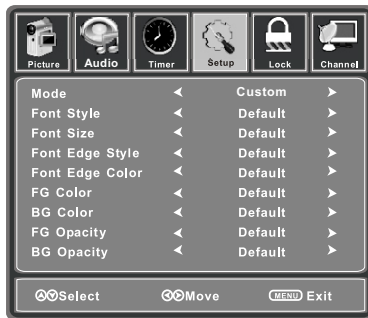 Picture Audio Timer Setup Lock Channel
Mode Custom
Font Style Default
Font Size Default
Font Edge Style Default
Font Edge Color Default
FG Color Default
BG Color Default
FG Opacity Default
BG Opacity Default
Select Move MENU Exit